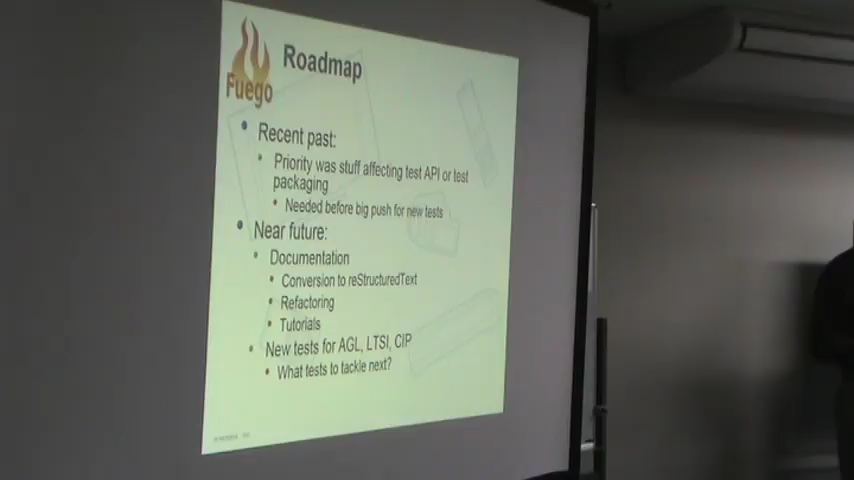 Fuego
Roadmap
Recent past:
Priority was stuff affecting test API or test
packaging
Needed before big push for new tests
Near future:
Documentation
Conversion to reStructuredText
Refactoring
Tutorials
New tests for AGL, LTSI, CIP
What tests to tackle next?